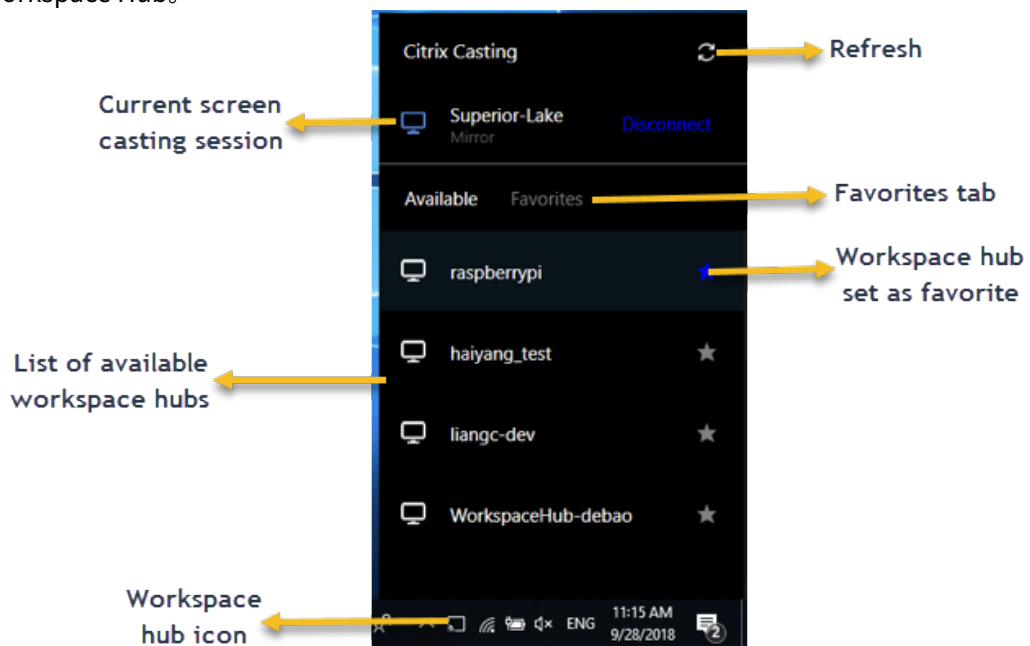 orkspace Hub。
Citrix Casting
Refresh
Current screen
casting session
Superior-Lake
Mirror
Disconnect
Available Favorites
Favorites tab
raspberrypi
Workspace hub
set as favorite
haiyang_test
List of available
workspace hubs
liangc-dev
WorkspaceHub-debao
Workspace
hub icon
ENG
11:15 AM
9/28/2018
2